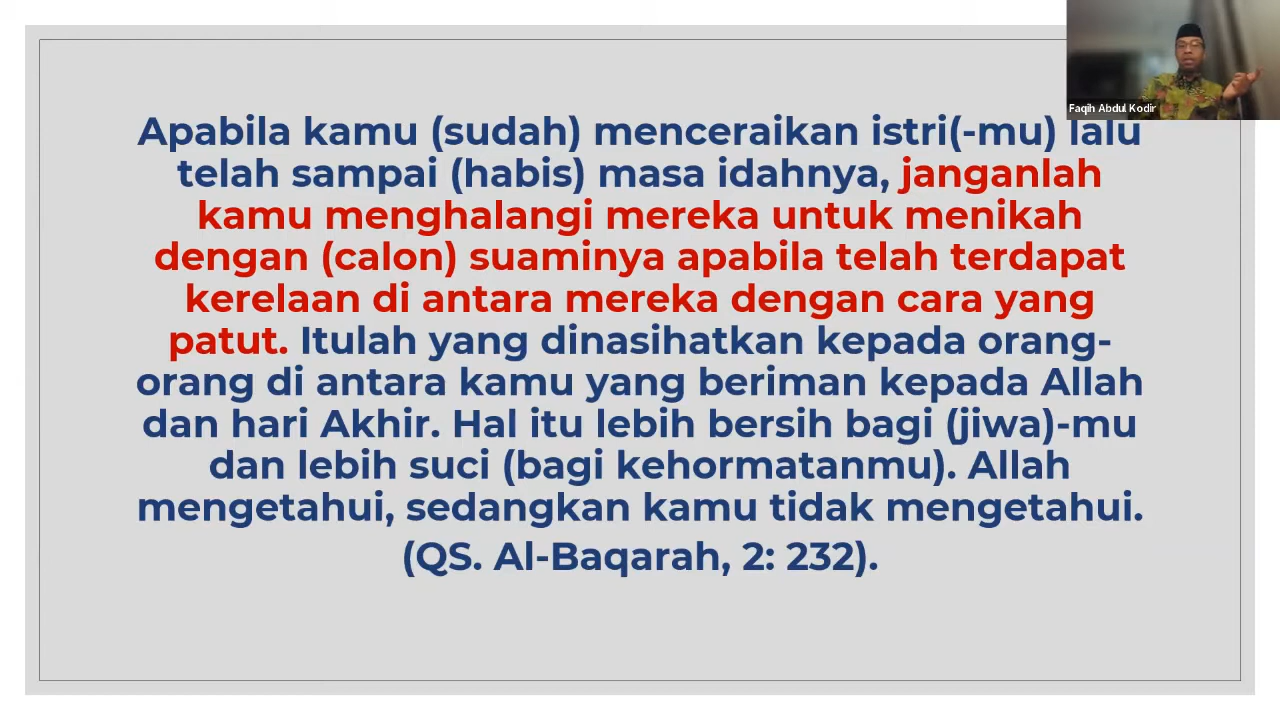 Faqih Abdul Kodir
Apabila kamu (sudah) menceraikan istri(-mu) lalu
telah sampai (habis) masa idahnya, janganlah
kamu menghalangi mereka untuk menikah
dengan (calon) suaminya apabila telah terdapat
kerelaan di antara mereka dengan cara yang
patut. Itulah yang dinasihatkan kepada orang-
orang di antara kamu yang beriman kepada Allah
dan hari Akhir. Hal itu lebih bersih bagi (jiwa)-mu
dan lebih suci (bagi kehormatanmu). Allah
mengetahui, sedangkan kamu tidak mengetahui.
(QS. Al-Baqarah, 2: 232).